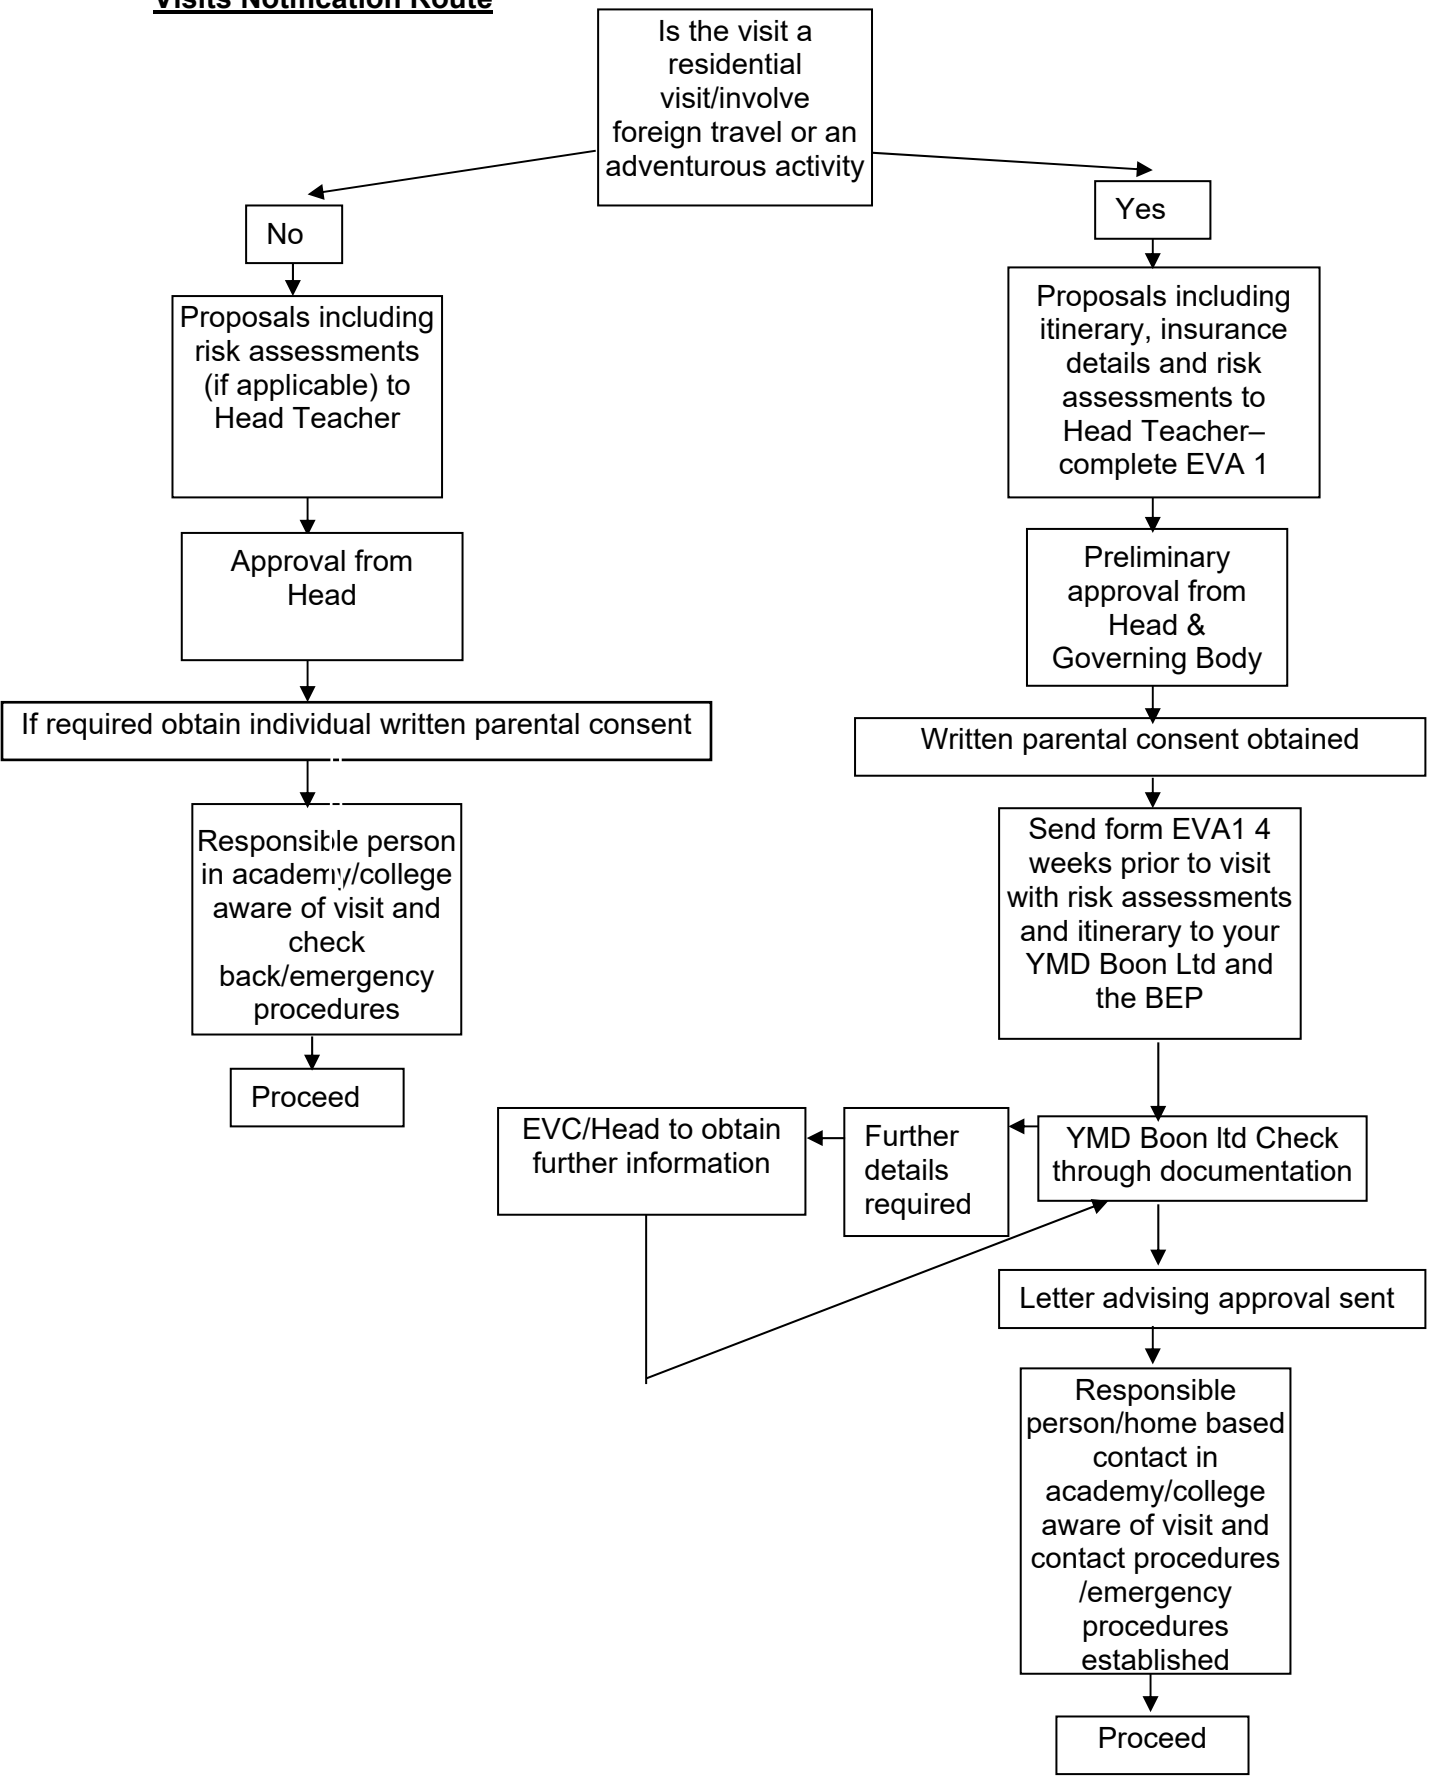 Visits Notification Route
Is the visit a
residential
visit/involve
foreign travel or an
adventurous activity
No
Proposals including
risk assessments
(if applicable) to
Head Teacher
Approval from
Head
If required obtain individual written parental consent
Responsible person
in academy/college
aware of visit and
check
back/emergency
procedures
Proceed
Yes
Proposals including
itinerary, insurance
details and risk
assessments to
Head Teacher–
complete EVA 1
Preliminary
approval from
Head &
Governing Body
Written parental consent obtained
Send form EVA1 4
weeks prior to visit
with risk assessments
and itinerary to your
YMD Boon Ltd and
the BEP
YMD Boon ltd Check
through documentation
Further
details
required
EVC/Head to obtain
further information
Letter advising approval sent
Responsible
person/home based
contact in
academy/college
aware of visit and
contact procedures
/emergency
procedures
established
Proceed